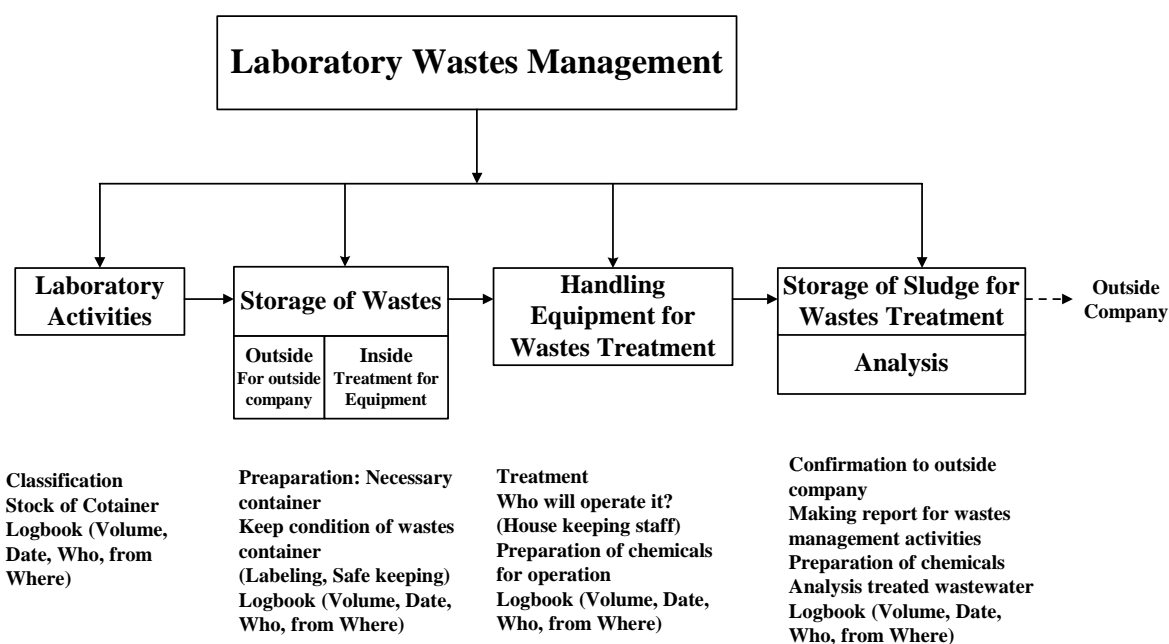 Laboratory Wastes Management
Laboratory
Activities
Storage of Wastes
Outside
For outside
company
Inside
Treatment for
Equipment
Handling
Equipment for
Wastes Treatment
Storage of Sludge for
Wastes Treatment
Analysis
Outside
Company
Classification
Stock of Cotainer
Logbook (Volume,
Date, Who, from
Where)
Preaparation: Necessary
container
Keep condition of wastes
container
(Labeling, Safe keeping)
Logbook (Volume, Date,
Who, from Where)
Treatment
Who will operate it?
(House keeping staff)
Preparation of chemicals
for operation
Logbook (Volume, Date,
Who, from Where)
Confirmation to outside
company
Making report for wastes
management activities
Preparation of chemicals
Analysis treated wastewater
Logbook (Volume, Date,
Who, from Where)